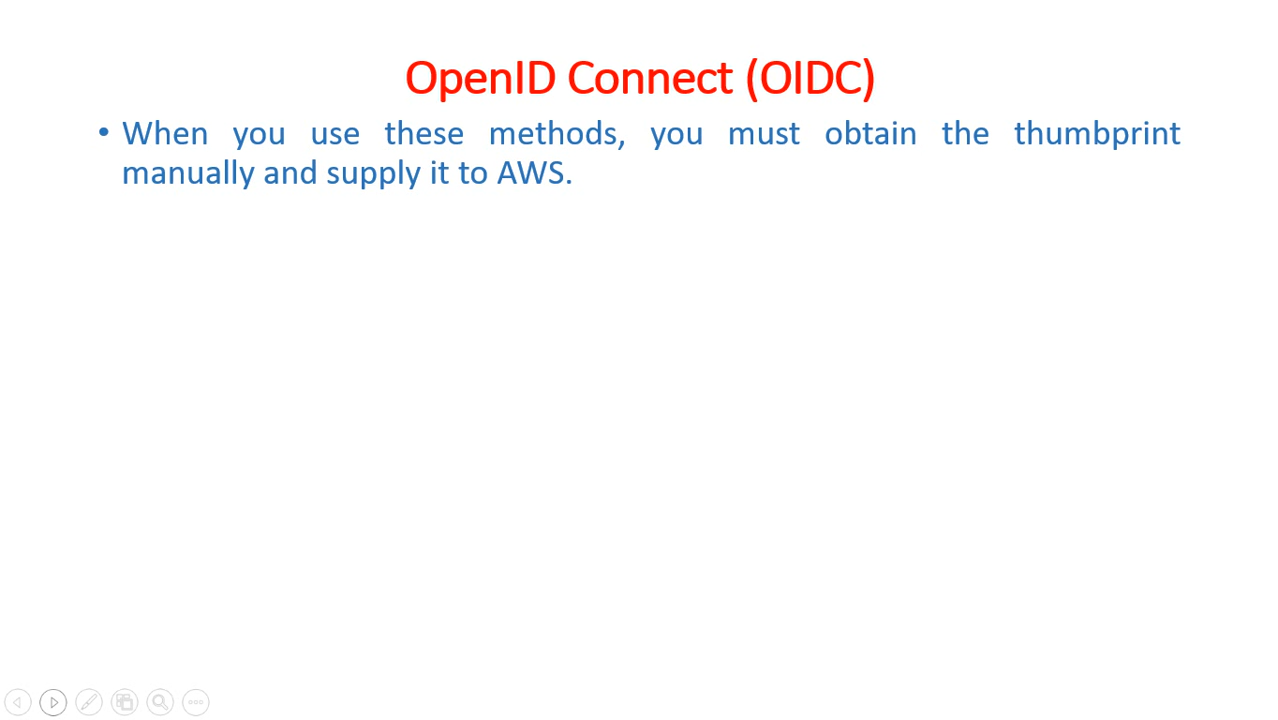 OpenID Connect (OIDC)
• When you use these methods, you must obtain the thumbprint
manually and supply it to AWS.